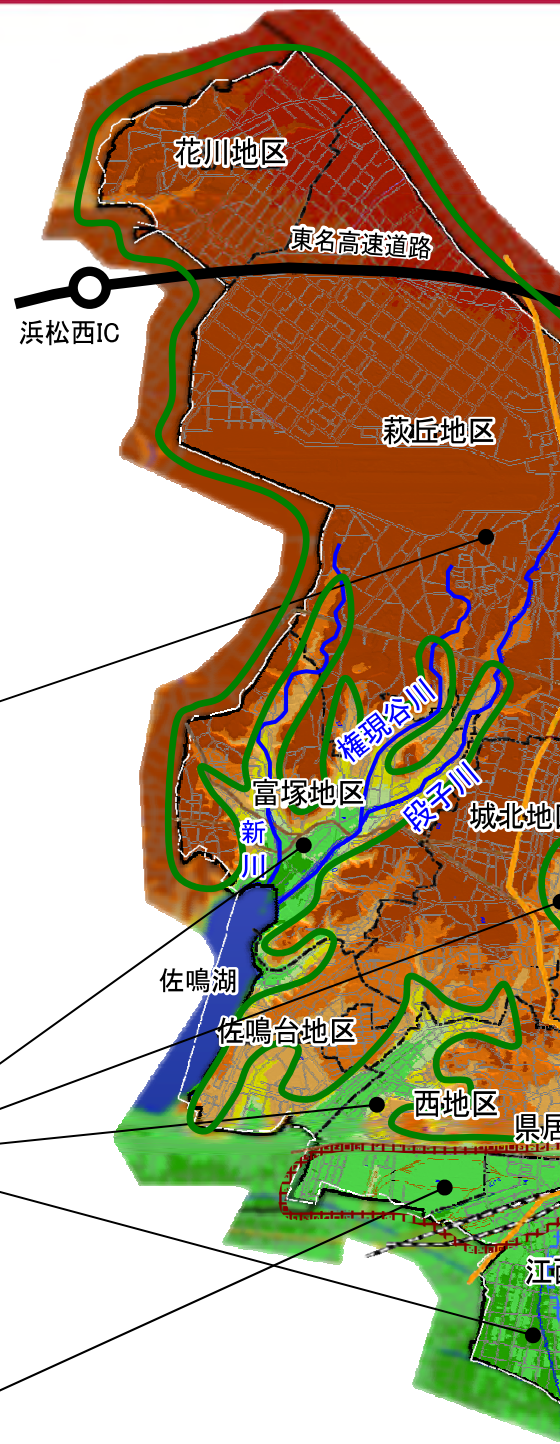 花川地区
東名高速道路
浜松西IC
萩丘地区
権現谷川
富塚地区
段子川
城北地
新川
佐鳴湖
佐鳴台地区
西地区
県居
江